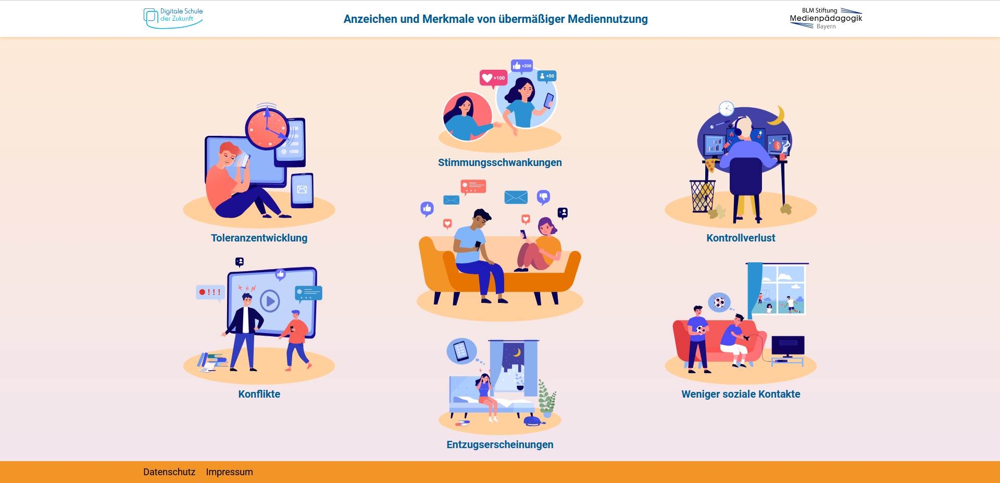 Digitale Schule
der Zukunft
Anzeichen und Merkmale von übermäßiger Mediennutzung
BLM Stiftung
Medienpädagogik
Bayern
+200
+100
+50
Stimmungsschwankungen
Toleranzentwicklung
Kontrollverlust
!!!
Konflikte
Weniger soziale Kontakte
Entzugserscheinungen
Datenschutz Impressum